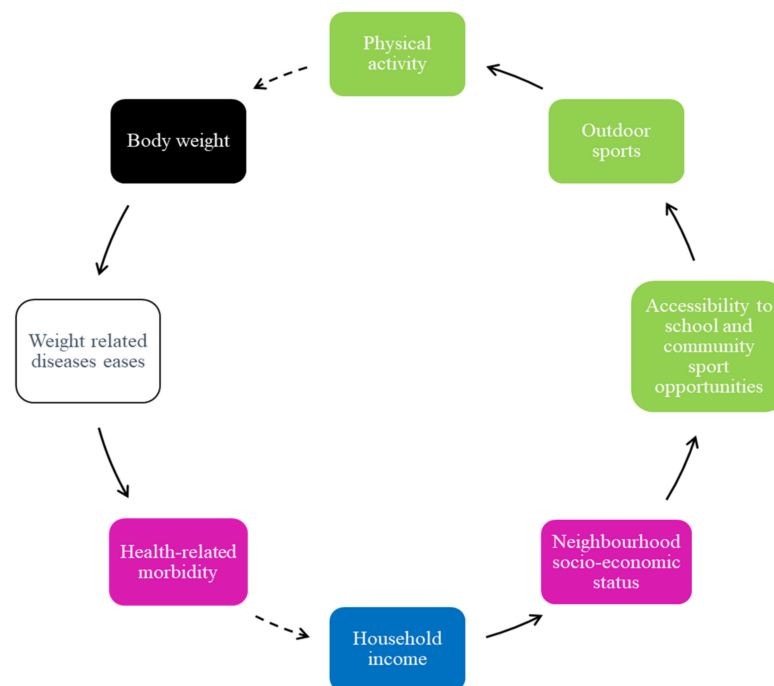 Physical
activity
Outdoor
sports
Body weight
Accessibility to
school and
community
sport
opportunities
Weight related
diseases eases
Neighbourhood
socio-economic
status
Health-related
morbidity
Household
income